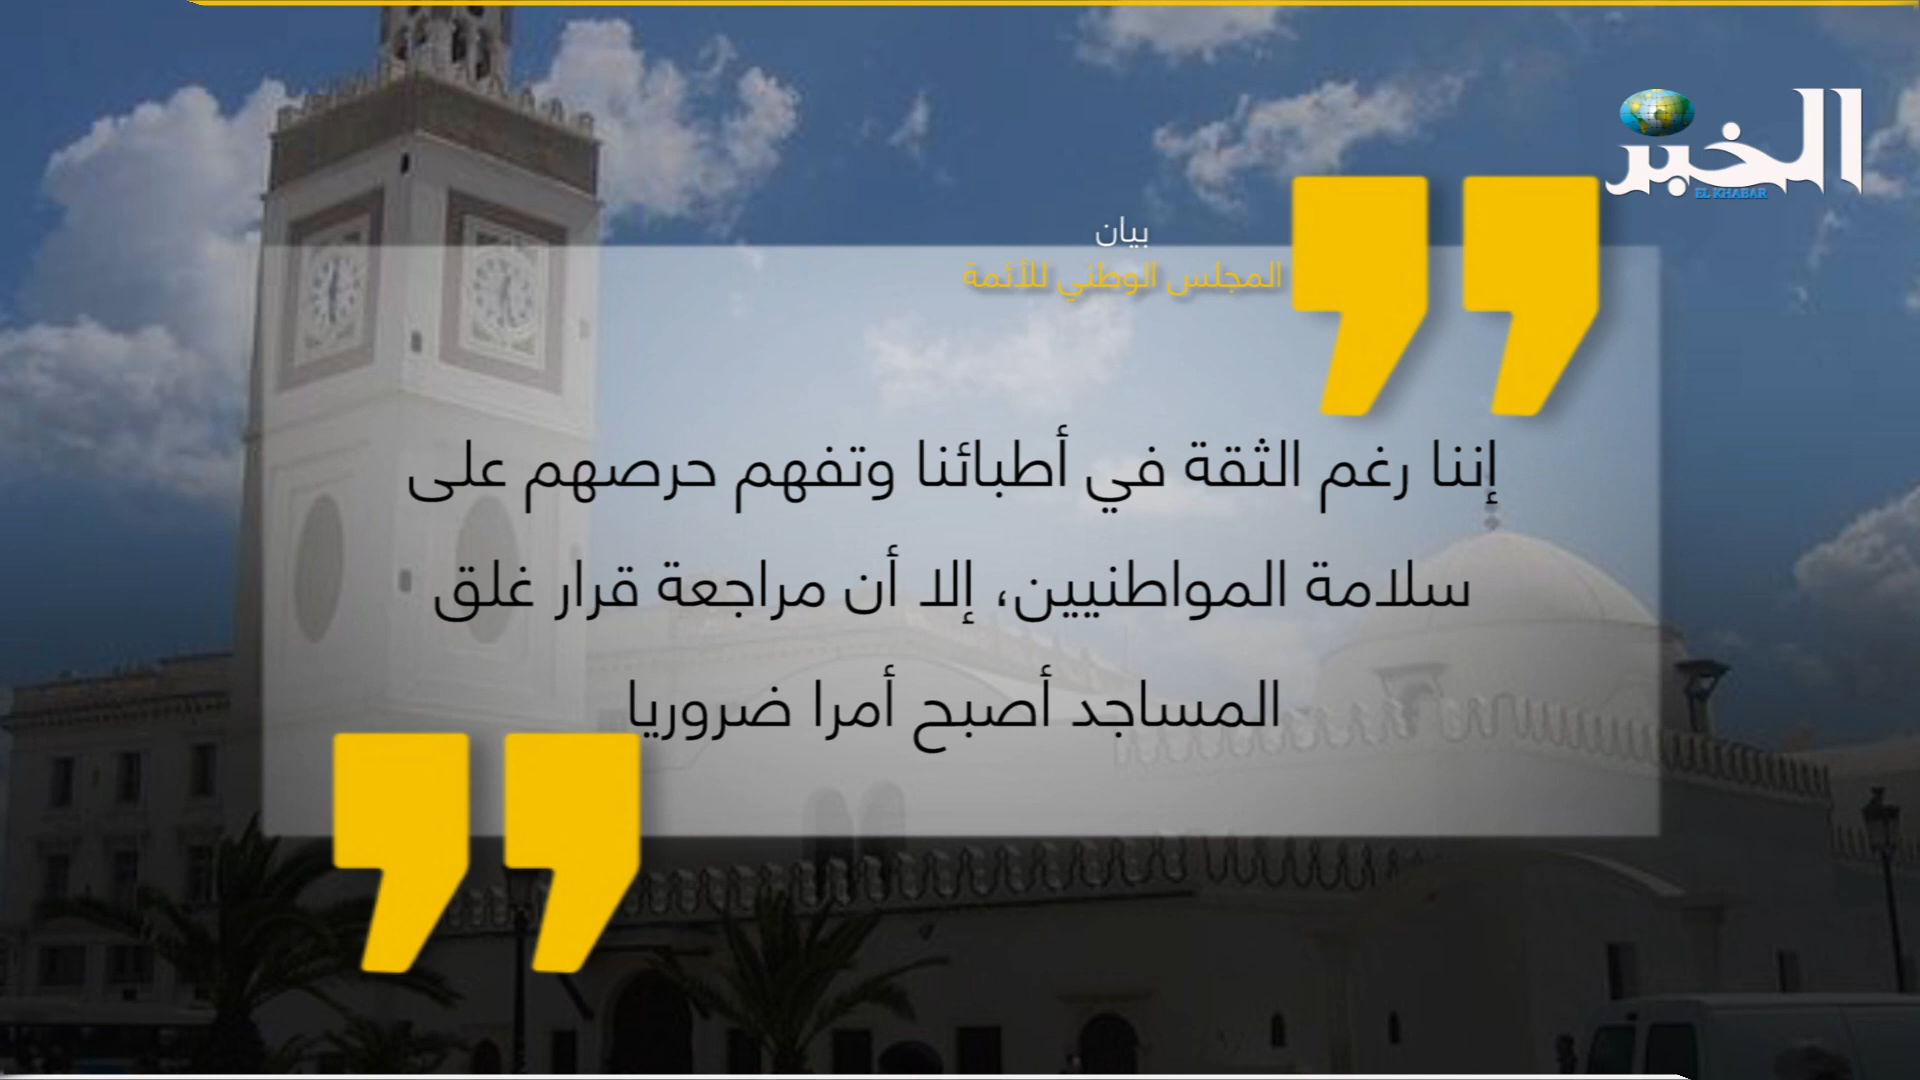 الخبر
EL KHABAR
بيان
المجلس الوطني للأئمة
إننا رغم الثقة في أطبائنا وتفهم حرصهم على
سلامة المواطنيين، إلا أن مراجعة قرار غلق
المساجد أصبح أمرا ضروريا